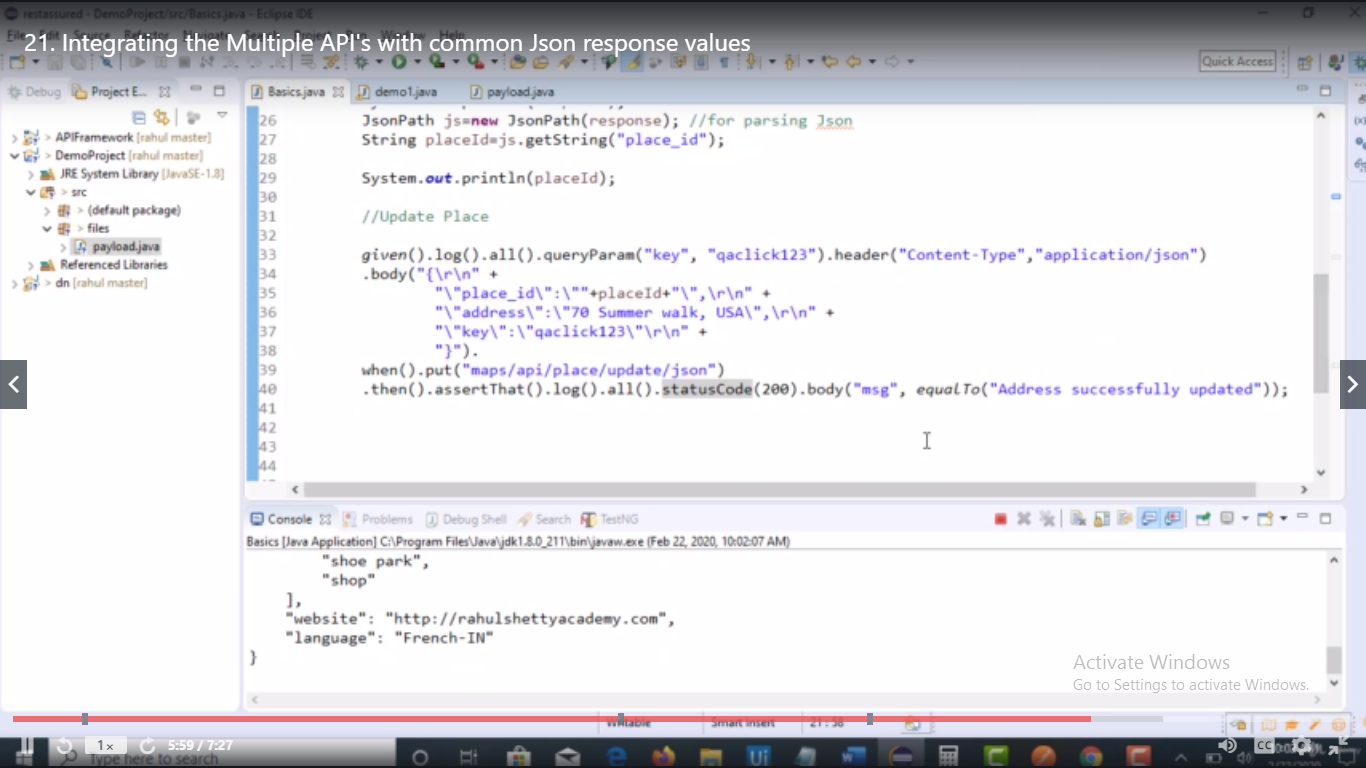 restassured - DemoProject/src/Basics.java - Eclipse IDE
21. Integrating the Multiple API's with common Json response values
Quick Access
Debug
Project E...
Basics.java
demo1.java
payload.java
> APIFramework [rahul master]
> DemoProject [rahul master]
JRE System Library [JavaSE-1.8]
> src
> (default package)
> files
payload.java
Referenced Libraries
> dn [rahul master]
26 JsonPath js=new JsonPath(response); //for parsing Json
27 String placeId=js.getString("place_id");
28
29 System.out.println(placeId);
30
31 //Update Place
32
33 given().log().all().queryParam("key", "qaclick123").header("Content-Type","application/json")
34 .body("{\r\n" +
35 "\"place_id\":\""+placeId+"\",\r\n" +
36 "\"address\":\"70 Summer walk, USA\",\r\n" +
37 "\"key\":\"qaclick123\"\r\n" +
38 "}").
39 when().put("maps/api/place/update/json")
40 .then().assertThat().log().all().statusCode(200).body("msg", equalTo("Address successfully updated"));
41
42
43
44
Console
Problems
Debug Shell
Search
TestNG
Basics [Java Application] C:\Program Files\Java\jdk1.8.0_211\bin\javaw.exe (Feb 22, 2020, 10:02:07 AM)
"shoe park",
"shop"
],
"website": "http://rahulshettyacademy.com",
"language": "French-IN"
}
Activate Windows
Go to Settings to activate Windows.
Writable
Smart Insert
21 : 58
1x
5:59 / 7:27
Type here to search
CC